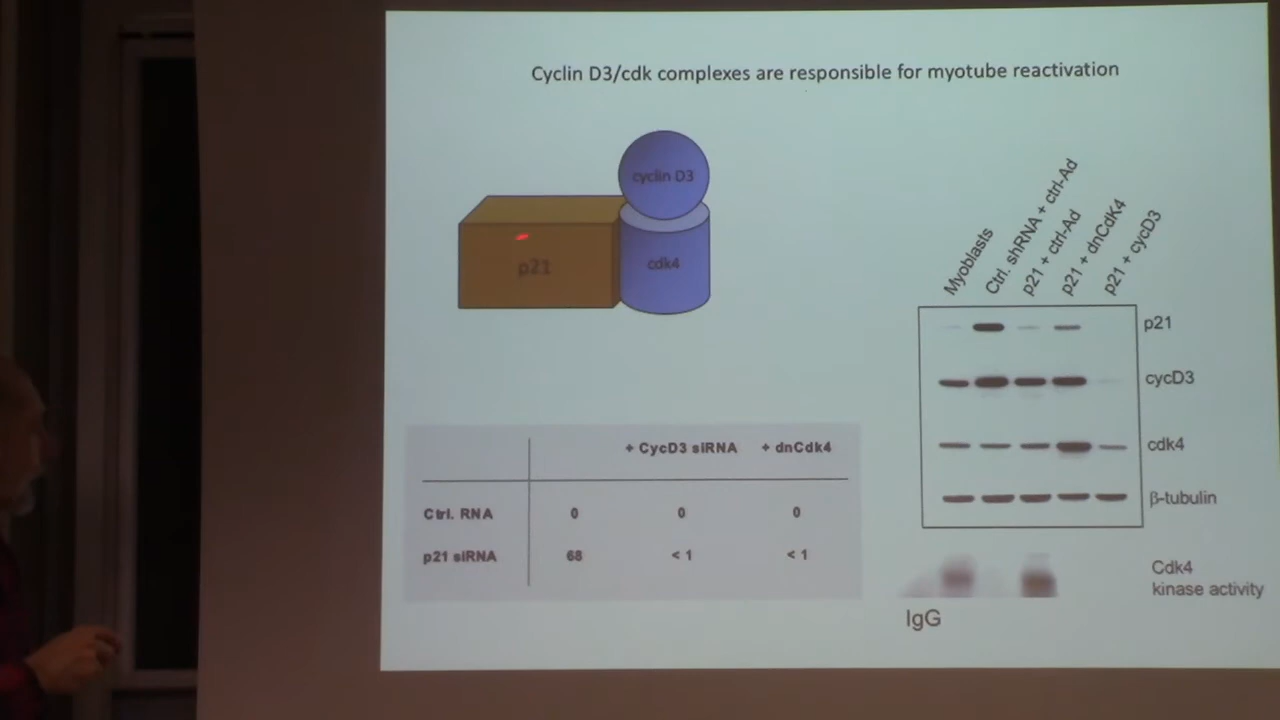 Cyclin D3/cdk complexes are responsible for myotube reactivation
cyclin D3
p21
cdk4
+ CycD3 siRNA + dnCdk4
Ctrl. RNA 0 0 0
p21 siRNA 68 < 1 < 1
Myoblasts
Ctrl. shRNA + ctrl-Ad
p21 + ctrl-Ad
p21 + dnCdK4
p21 + cycD3
p21
cycD3
cdk4
β-tubulin
Cdk4
kinase activity
IgG